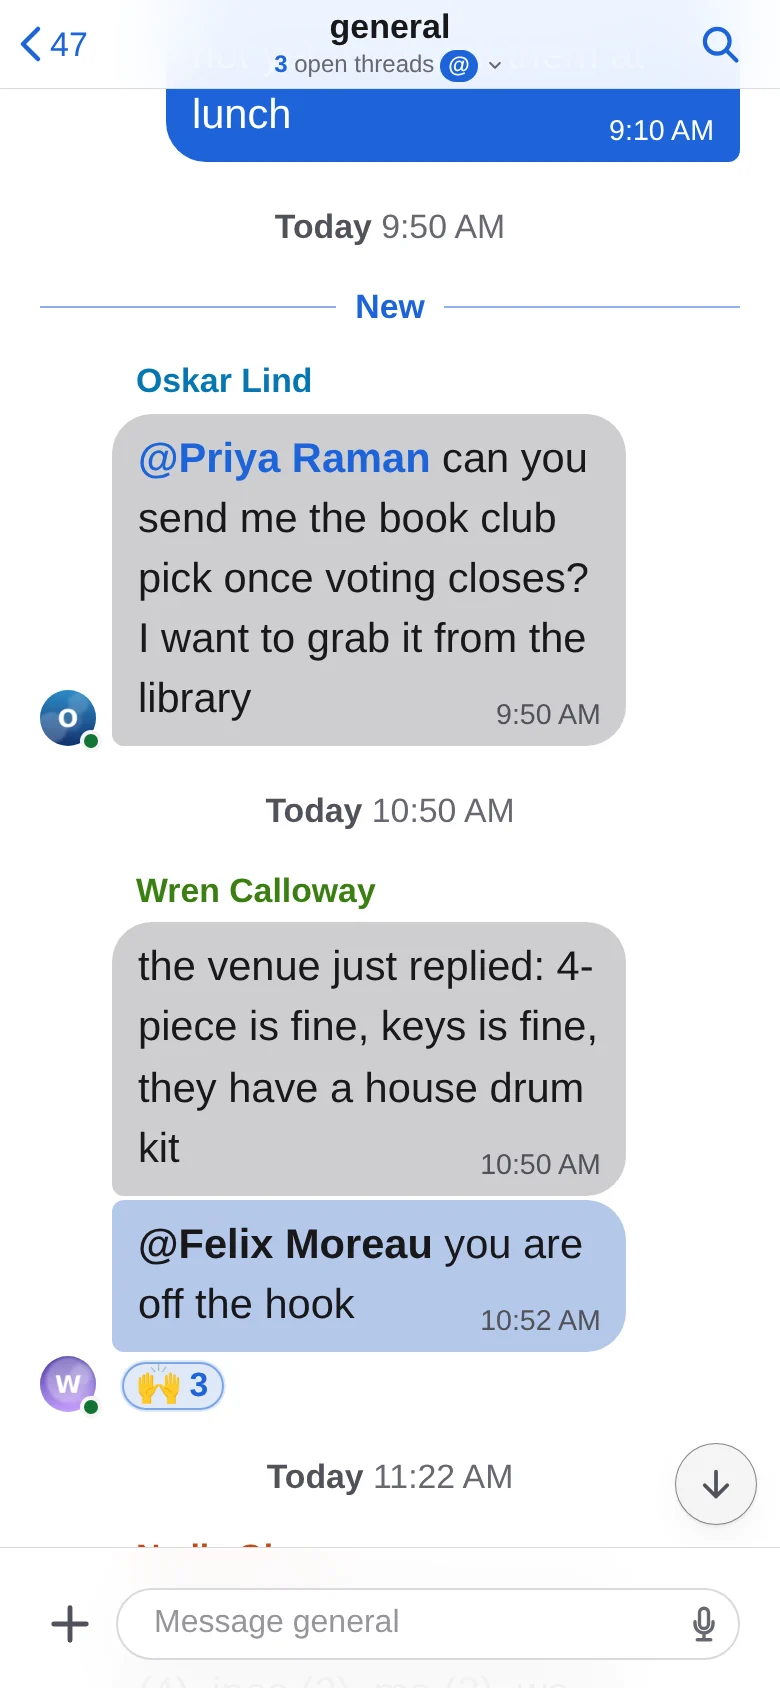 47
general
3 open threads @
lunch
9:10 AM
Today 9:50 AM
New
Oskar Lind
@Priya Raman can you
send me the book club
pick once voting closes?
I want to grab it from the
library
9:50 AM
O
Today 10:50 AM
Wren Calloway
the venue just replied: 4-
piece is fine, keys is fine,
they have a house drum
kit
10:50 AM
@Felix Moreau you are
off the hook
10:52 AM
W
🙌 3
Today 11:22 AM
Message general